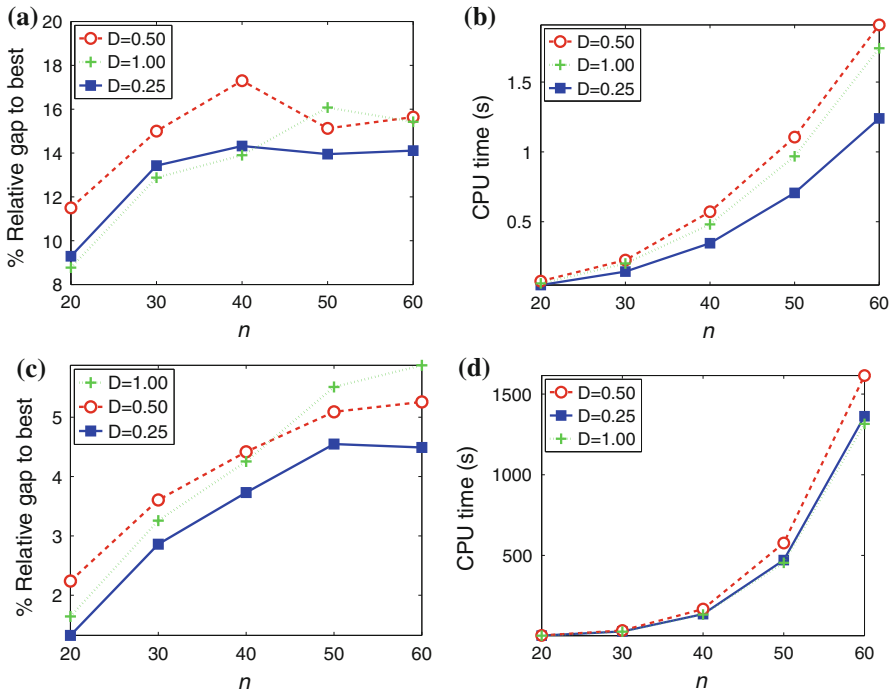 (a)
% Relative gap to best
20
18
16
14
12
10
8
D=0.50
D=1.00
D=0.25
20 30 40 50 60
n
(b)
CPU time (s)
1.5
1
0.5
D=0.50
D=1.00
D=0.25
20 30 40 50 60
n
(c)
% Relative gap to best
5
4
3
2
D=1.00
D=0.50
D=0.25
20 30 40 50 60
n
(d)
CPU time (s)
1500
1000
500
D=0.50
D=0.25
D=1.00
20 30 40 50 60
n